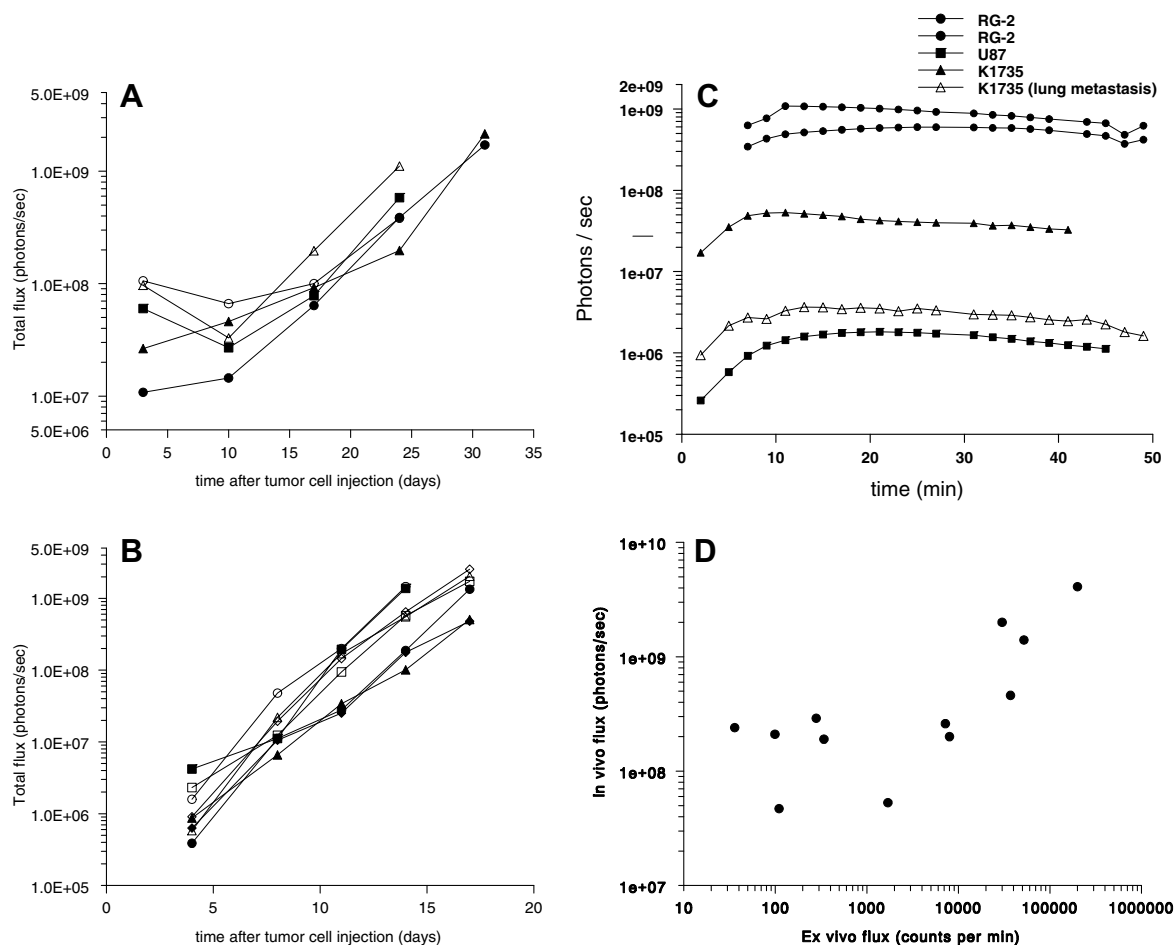 A
5.0E+09
1.0E+09
1.0E+08
1.0E+07
5.0E+06
Total flux (photons/sec)
0 5 10 15 20 25 30 35
time after tumor cell injection (days)
RG-2
RG-2
U87
K1735
K1735 (lung metastasis)
C
2e+09
1e+09
1e+08
1e+07
1e+06
1e+05
Photons / sec
0 10 20 30 40 50
time (min)
B
5.0E+09
1.0E+09
1.0E+08
1.0E+07
1.0E+06
1.0E+05
Total flux (photons/sec)
0 5 10 15 20
time after tumor cell injection (days)
D
1e+10
1e+09
1e+08
1e+07
In vivo flux (photons/sec)
10 100 1000 10000 100000 1000000
Ex vivo flux (counts per min)